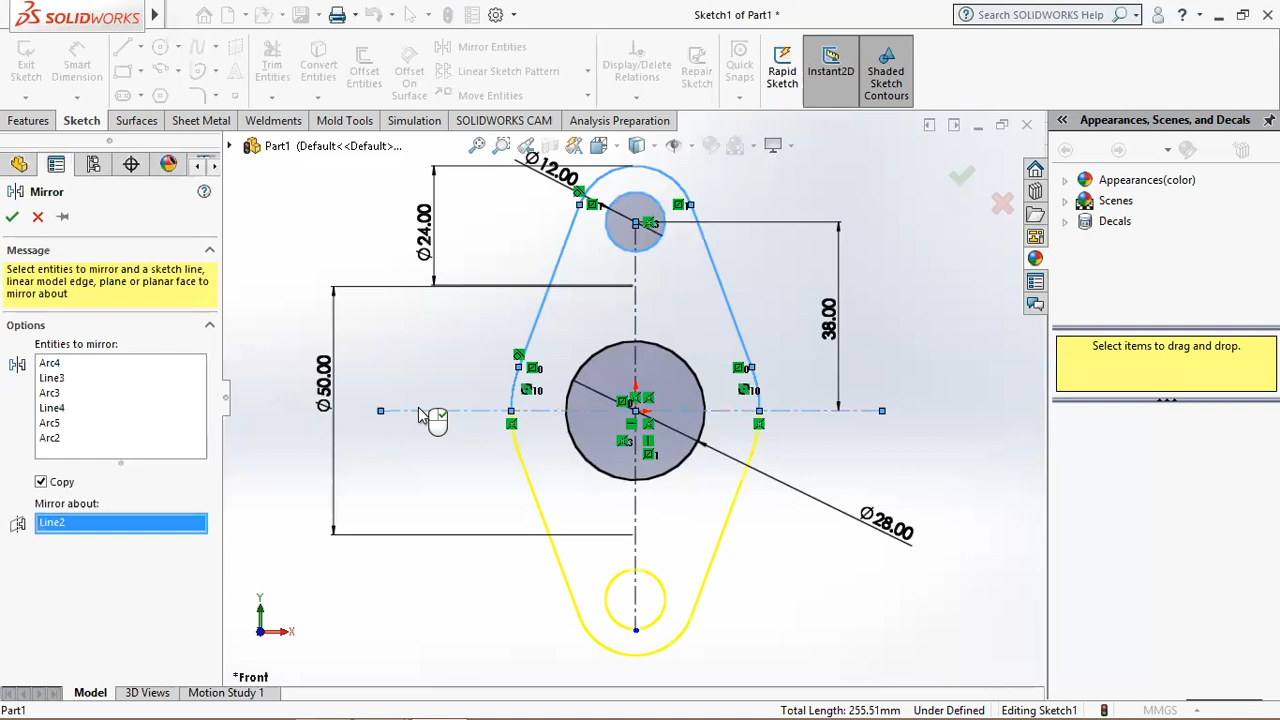 SOLIDWORKS
Sketch1 of Part1 *
Search SOLIDWORKS Help
?
Exit Sketch
Smart Dimension
Trim Entities
Convert Entities
Offset Entities
Offset On Surface
Mirror Entities
Linear Sketch Pattern
Move Entities
Display/Delete Relations
Repair Sketch
Quick Snaps
Rapid Sketch
Instant2D
Shaded Sketch Contours
Features
Sketch
Surfaces
Sheet Metal
Weldments
Mold Tools
Simulation
SOLIDWORKS CAM
Analysis Preparation
Mirror
Message
Select entities to mirror and a sketch line,
linear model edge, plane or planar face to
mirror about
Options
Entities to mirror:
Arc4
Line3
Arc3
Line4
Arc5
Arc2
Copy
Mirror about:
Line2
Part1 (Default<<Default>...
Ø12.00
Ø24.00
38.00
Ø50.00
Ø28.00
Y
X
*Front
Appearances, Scenes, and Decals
Appearances(color)
Scenes
Decals
Select items to drag and drop.
Model
3D Views
Motion Study 1
Part1
Total Length: 255.51mm
Under Defined
Editing Sketch1
MMGS